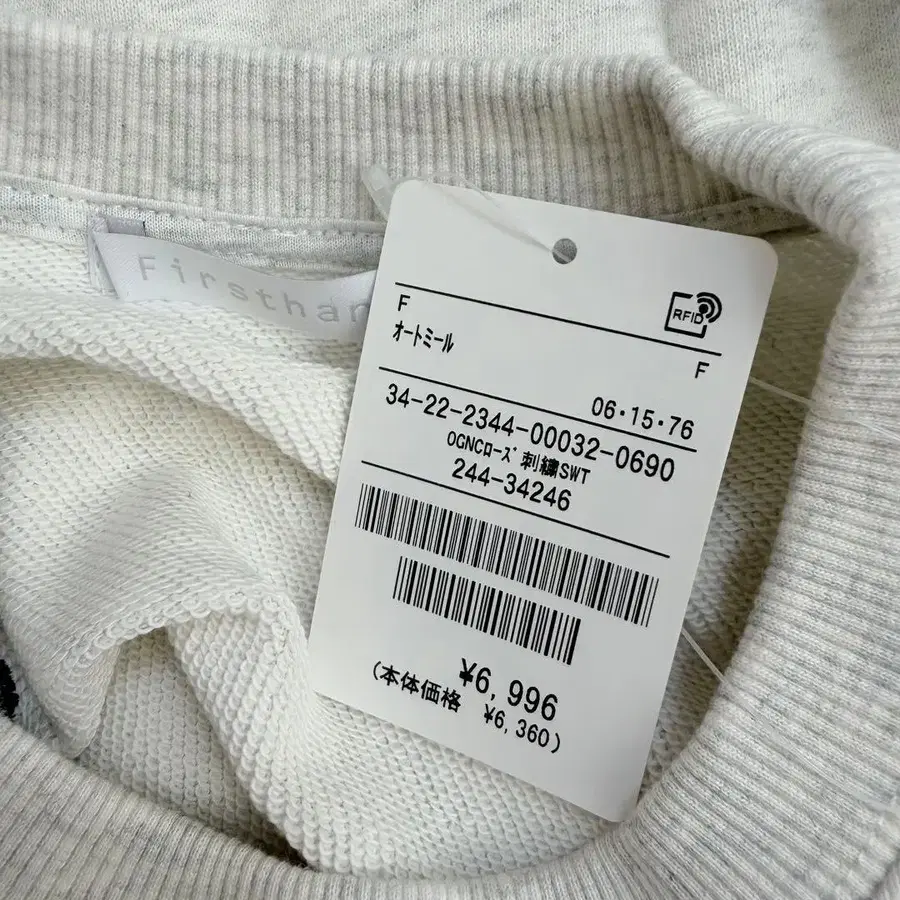 Firsthan
F
RFID
オートミール
F
06・15・76
34-22-2344-00032-0690
OGNCローズ刺繍SWT
244-34246
¥6,996
(本体価格 ¥6,360)